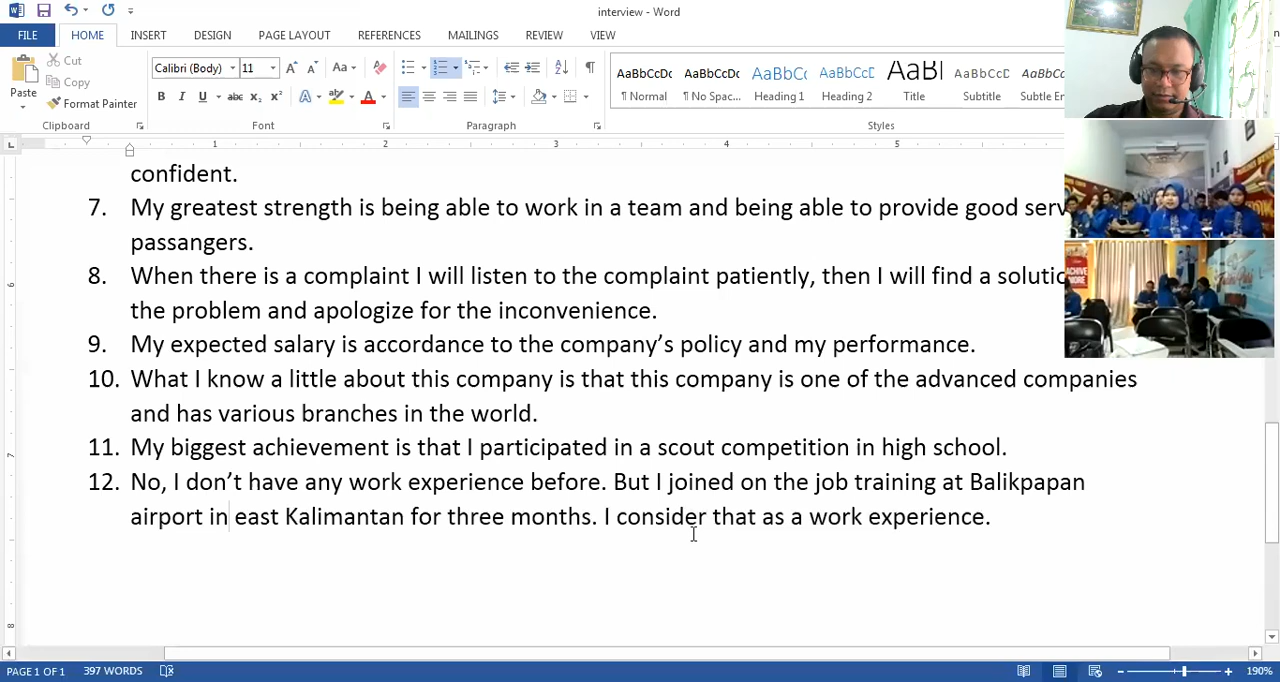 interview - Word
FILE HOME INSERT DESIGN PAGE LAYOUT REFERENCES MAILINGS REVIEW VIEW
Cut
Copy
Paste
Format Painter
Calibri (Body) 11
AaBbCcDc AaBbCcDc AaBbC AaBbCcC AaB AaBbCcD AaBbCcD
¶ Normal ¶ No Spac... Heading 1 Heading 2 Title Subtitle Subtle Em
Clipboard Font Paragraph Styles
1 2 3 4 5
confident.
7. My greatest strength is being able to work in a team and being able to provide good serv
passangers.
8. When there is a complaint I will listen to the complaint patiently, then I will find a solutio
the problem and apologize for the inconvenience.
9. My expected salary is accordance to the company’s policy and my performance.
10. What I know a little about this company is that this company is one of the advanced companies
and has various branches in the world.
11. My biggest achievement is that I participated in a scout competition in high school.
12. No, I don’t have any work experience before. But I joined on the job training at Balikpapan
airport in east Kalimantan for three months. I consider that as a work experience.
PAGE 1 OF 1 397 WORDS 190%